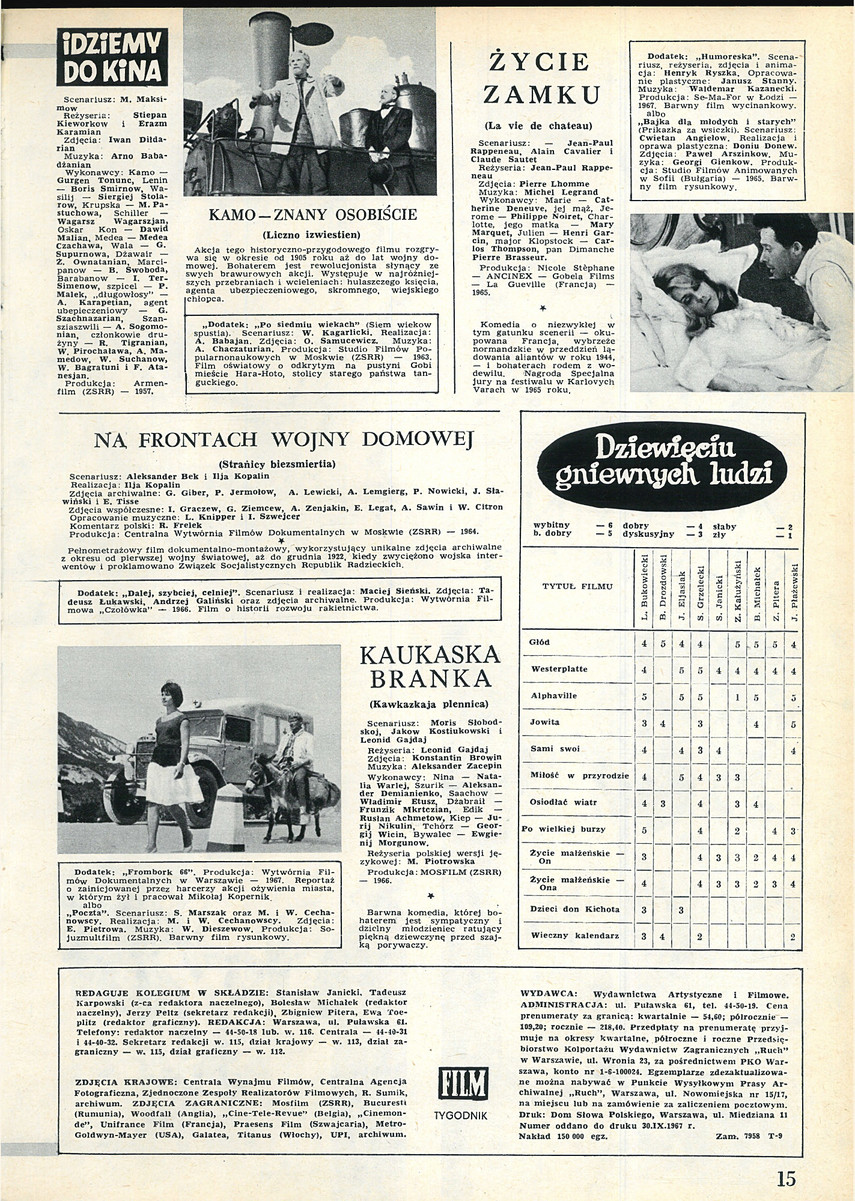 iDZiEMY
DO KiNA
Scenariusz: M. Maksi-
mow
Reżyseria: Stiepan
Kieworkow i Erazm
Karamian
Zdjęcia: Iwan Dilda-
rian
Muzyka: Arno Baba-
dżanian
Wykonawcy: Kamo —
Gurgen Tonunc, Lenin
— Boris Smirnow, Wa-
silij — Siergiej Stola-
row, Krupska — M. Pa-
stuchowa, Schiller —
Wagarsz Wagarszjan,
Oskar Kon — Dawid
Malian, Medea — Medea
Czachawa, Wala — G.
Supurnowa, Dżawair —
Z. Ownatanian, Marci-
panow — B. Swoboda,
Barabanow — I. Ter-
Simenow, szpicel — P.
Malek, „długowłosy” —
A. Karapetian, agent
ubepieczeniowy — G.
Szachnazarian, Szan-
sziaszwili — A. Sogomo-
nian, członkowie dru-
żyny — R. Tigranian,
W. Pirochaława, A. Ma-
medow, W. Suchanow,
W. Bagratuni i F. Ata-
nesjan.
Produkcja: Armen-
film (ZSRR) — 1957.
KAMO — ZNANY OSOBIŚCIE
(Liczno izwiestien)
Akcja tego historyczno-przygodowego filmu rozgry-
wa się w okresie od 1905 roku aż do lat wojny do-
mowej. Bohaterem jest rewolucjonista słynący ze
swych brawurowych akcji. Występuje w najróżniej-
szych przebraniach i wcieleniach: hulaszczego księcia,
agenta ubezpieczeniowego, skromnego, wiejskiego
chłopca.
„Dodatek: „Po siedmiu wiekach” (Siem wiekow
spustia). Scenariusz: W. Kagarlicki. Realizacja:
A. Babajan. Zdjęcia: O. Samucewicz. Muzyka:
A. Chaczaturian, Produkcja: Studio Filmów Po-
pularnonaukowych w Moskwie (ZSRR) — 1963.
Film oświatowy o odkrytym na pustyni Gobi
mieście Hara-Hoto, stolicy starego państwa tan-
guckiego.
ŻYCIE
ZAMKU
(La vie de chateau)
Scenariusz: — Jean-Paul
Rappeneau, Alain Cavalier i
Claude Sautet
Reżyseria: Jean-Paul Rappe-
neau
Zdjęcia: Pierre Lhomme
Muzyka: Michel Legrand
Wykonawcy: Marie — Cat-
herine Deneuve, jej mąż, Je-
rome — Philippe Noiret, Char-
lotte, jego matka — Mary
Marquet, Julien — Henri Gar-
cin, major Klopstock — Car-
los Thompson, pan Dimanche
Pierre Brasseur.
Produkcja: Nicole Stèphane
— ANCINEX — Gobela Films
— La Gueville (Francja) —
1965.
★
Komedia o niezwykłej w
tym gatunku scenerii — oku-
powana Francja, wybrzeże
normandzkie w przeddzień lą-
dowania aliantów w roku 1944,
— i bohaterach rodem z wo-
dewilu. Nagroda Specjalna
jury na festiwalu w Karlovych
Varach w 1965 roku.
Dodatek: „Humoreska”. Scena-
riusz, reżyseria, zdjęcia i anima-
cja: Henryk Ryszka. Opracowa-
nie plastyczne: Janusz Stanny.
Muzyka: Waldemar Kazanecki.
Produkcja: Se-Ma-For w Łodzi —
1967. Barwny film wycinankowy.
albo
„Bajka dla młodych i starych”
(Prikazka za wsiczki). Scenariusz:
Cwietan Angiełow. Realizacja i
oprawa plastyczna: Doniu Donew.
Zdjęcia: Paweł Arszinkow, Mu-
zyka: Georgi Gienkow. Produk-
cja: Studio Filmów Animowanych
w Sofii (Bułgaria) — 1965. Barw-
ny film rysunkowy.
NA FRONTACH WOJNY DOMOWEJ
(Stranicy biezsmiertia)
Scenariusz: Aleksander Bek i Ilja Kopalin
Realizacja: Ilja Kopalin
Zdjęcia archiwalne: G. Giber, P. Jermołow, A. Lewicki, A. Lemgierg, P. Nowicki, J. Sła-
wiński i E. Tisse
Zdjęcia współczesne: I. Graczew, G. Ziemcew, A. Zenjakin, E. Legat, A. Sawin i W. Citron
Opracowanie muzyczne: L. Knipper i I. Szwejcer
Komentarz polski: R. Frelek
Produkcja: Centralna Wytwórnia Filmów Dokumentalnych w Moskwie (ZSRR) — 1964.
★
Pełnometrażowy film dokumentalno-montażowy, wykorzystujący unikalne zdjęcia archiwalne
z okresu od pierwszej wojny światowej, aż do grudnia 1922, kiedy zwyciężono wojska inter-
wentów i proklamowano Związek Socjalistycznych Republik Radzieckich.
Dodatek: „Dalej, szybciej, celniej”. Scenariusz i realizacja: Maciej Sieński. Zdjęcia: Ta-
deusz Łukawski, Andrzej Galiński oraz zdjęcia archiwalne. Produkcja: Wytwórnia Fil-
mowa „Czołówka” — 1966. Film o historii rozwoju rakietnictwa.
KAUKASKA
BRANKA
(Kawkazkaja plennica)
Scenariusz: Moris Słobod-
skoj, Jakow Kostiukowski i
Leonid Gajdaj
Reżyseria: Leonid Gajdaj
Zdjęcia: Konstantin Browin
Muzyka: Aleksander Zacepin
Wykonawcy: Nina — Nata-
lia Warlej, Szurik — Aleksan-
der Demianienko, Saachow —
Władimir Etusz, Dżabraił —
Frunzik Mkrtczian, Edik —
Rusłan Achmetow, Kiep — Ju-
rij Nikulin, Tchórz — Geor-
gij Wicin, Bywalec — Ewgie-
nij Morgunow.
Reżyseria polskiej wersji ję-
zykowej: M. Piotrowska
Produkcja: MOSFILM (ZSRR)
— 1966.
★
Barwna komedia, której bo-
haterem jest sympatyczny i
dzielny młodzieniec ratujący
piękną dziewczynę przed szaj-
ką porywaczy.
Dodatek: „Frombork 66”. Produkcja: Wytwórnia Fil-
mów Dokumentalnych w Warszawie — 1967. Reportaż
o zainicjowanej przez harcerzy akcji ożywienia miasta,
w którym żył i pracował Mikołaj Kopernik
albo
„Poczta”. Scenariusz: S. Marszak oraz M. i W. Cecha-
nowscy. Realizacja: M. i W. Cechanowscy. Zdjęcia:
E. Pietrowa, Muzyka: W. Dieszewow, Produkcja: So-
juzmultfilm (ZSRR). Barwny film rysunkowy.
Dziewięciu
gniewnych ludzi
wybitny — 6 dobry — 4 słaby — 2
b. dobry — 5 dyskusyjny — 3 zły — 1
TYTUŁ FILMU L. Bukowiecki B. Drozdowski J. Eljasiak S. Grzelecki S. Janicki Z. Kałużyński B. Michałek Z. Pitera J. Płażewski
Głód 4 5 4 4 5 5 5 4
Westerplatte 4 5 5 4 4 4 4 4
Alphaville 5 5 5 1 5 5
Jowita 3 4 3 4 5
Sami swoi 4 4 3 4 4
Miłość w przyrodzie 4 5 4 3 3
Osiodłać wiatr 4 3 4 3 4
Po wielkiej burzy 5 4 2 4 3
Życie małżeńskie —
On 3 4 3 3 2 4 4
Życie małżeńskie —
Ona 4 4 3 3 2 3 4
Dzieci don Kichota 3 3
Wieczny kalendarz 3 4 2 2
REDAGUJE KOLEGIUM W SKŁADZIE: Stanisław Janicki, Tadeusz
Karpowski (z-ca redaktora naczelnego), Bolesław Michałek (redaktor
naczelny), Jerzy Peltz (sekretarz redakcji), Zbigniew Pitera, Ewa Toe-
plitz (redaktor graficzny). REDAKCJA: Warszawa, ul. Puławska 61.
Telefony: redaktor naczelny — 44-50-18 lub. w. 116. Centrala — 44-40-31
i 44-40-32. Sekretarz redakcji w. 115, dział krajowy — w. 113, dział za-
graniczny — w. 115, dział graficzny — w. 112.
ZDJĘCIA KRAJOWE: Centrala Wynajmu Filmów, Centralna Agencja
Fotograficzna, Zjednoczone Zespoły Realizatorów Filmowych, R. Sumik,
archiwum. ZDJĘCIA ZAGRANICZNE: Mosfilm (ZSRR), Bucuresti
(Rumunia), Woodfall (Anglia), „Cine-Tele-Revue” (Belgia), „Cinemon-
de”, Unifrance Film (Francja), Praesens Film (Szwajcaria), Metro-
Goldwyn-Mayer (USA), Galatea, Titanus (Włochy), UPI, archiwum.
FILM
TYGODNIK
WYDAWCA: Wydawnictwa Artystyczne i Filmowe.
ADMINISTRACJA: ul. Puławska 61, tel. 44-50-19. Cena
prenumeraty za granicą: kwartalnie — 54,60; półrocznie —
109,20; rocznie — 218,40. Przedpłaty na prenumeratę przyj-
muje na okresy kwartalne, półroczne i roczne Przedsię-
biorstwo Kolportażu Wydawnictw Zagranicznych „Ruch”
w Warszawie, ul. Wronia 23, za pośrednictwem PKO War-
szawa, konto nr 1-6-100024. Egzemplarze zdezaktualizowa-
ne można nabywać w Punkcie Wysyłkowym Prasy Ar-
chiwalnej „Ruch”, Warszawa, ul. Nowomiejska nr 15/17,
na miejscu lub na zamówienie za zaliczeniem pocztowym.
Druk: Dom Słowa Polskiego, Warszawa, ul. Miedziana 11
Numer oddano do druku 30.IX.1967 r.
Nakład 150 000 egz. Zam. 7958 T-9
15